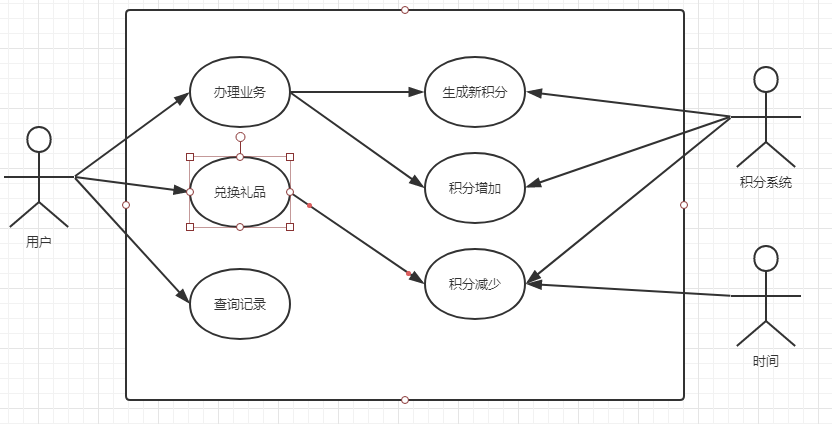 办理业务
生成新积分
兑换礼品
积分增加
积分系统
用户
查询记录
积分减少
时间